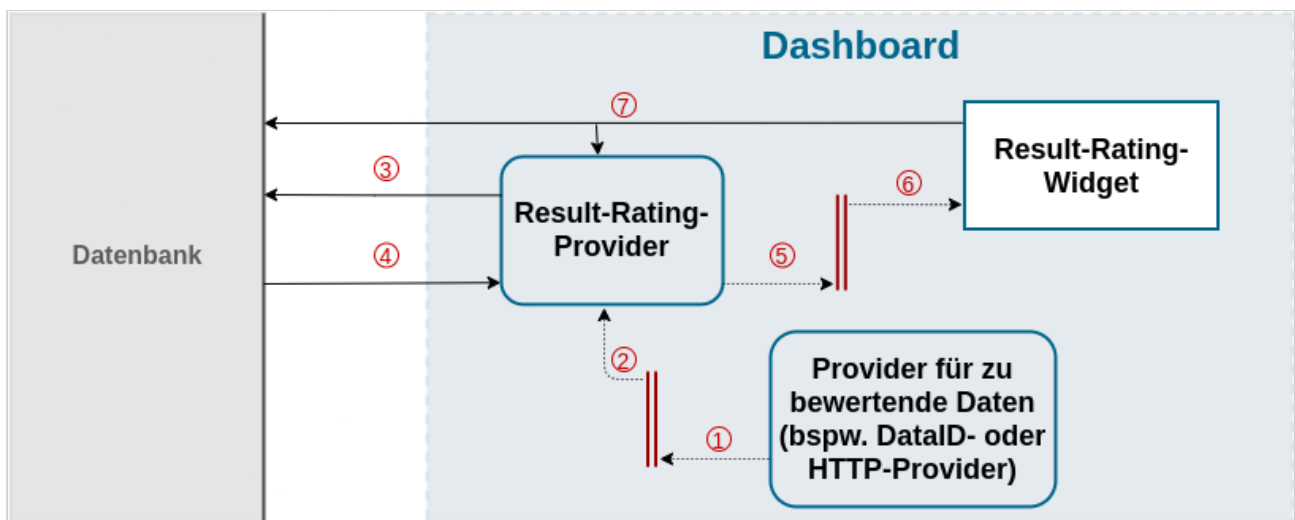 Dashboard
⑦
Result-Rating-
Widget
③
⑥
Result-Rating-
Provider
Datenbank
④
⑤
②
Provider für zu
bewertende Daten
(bspw. DataID- oder
HTTP-Provider)
①